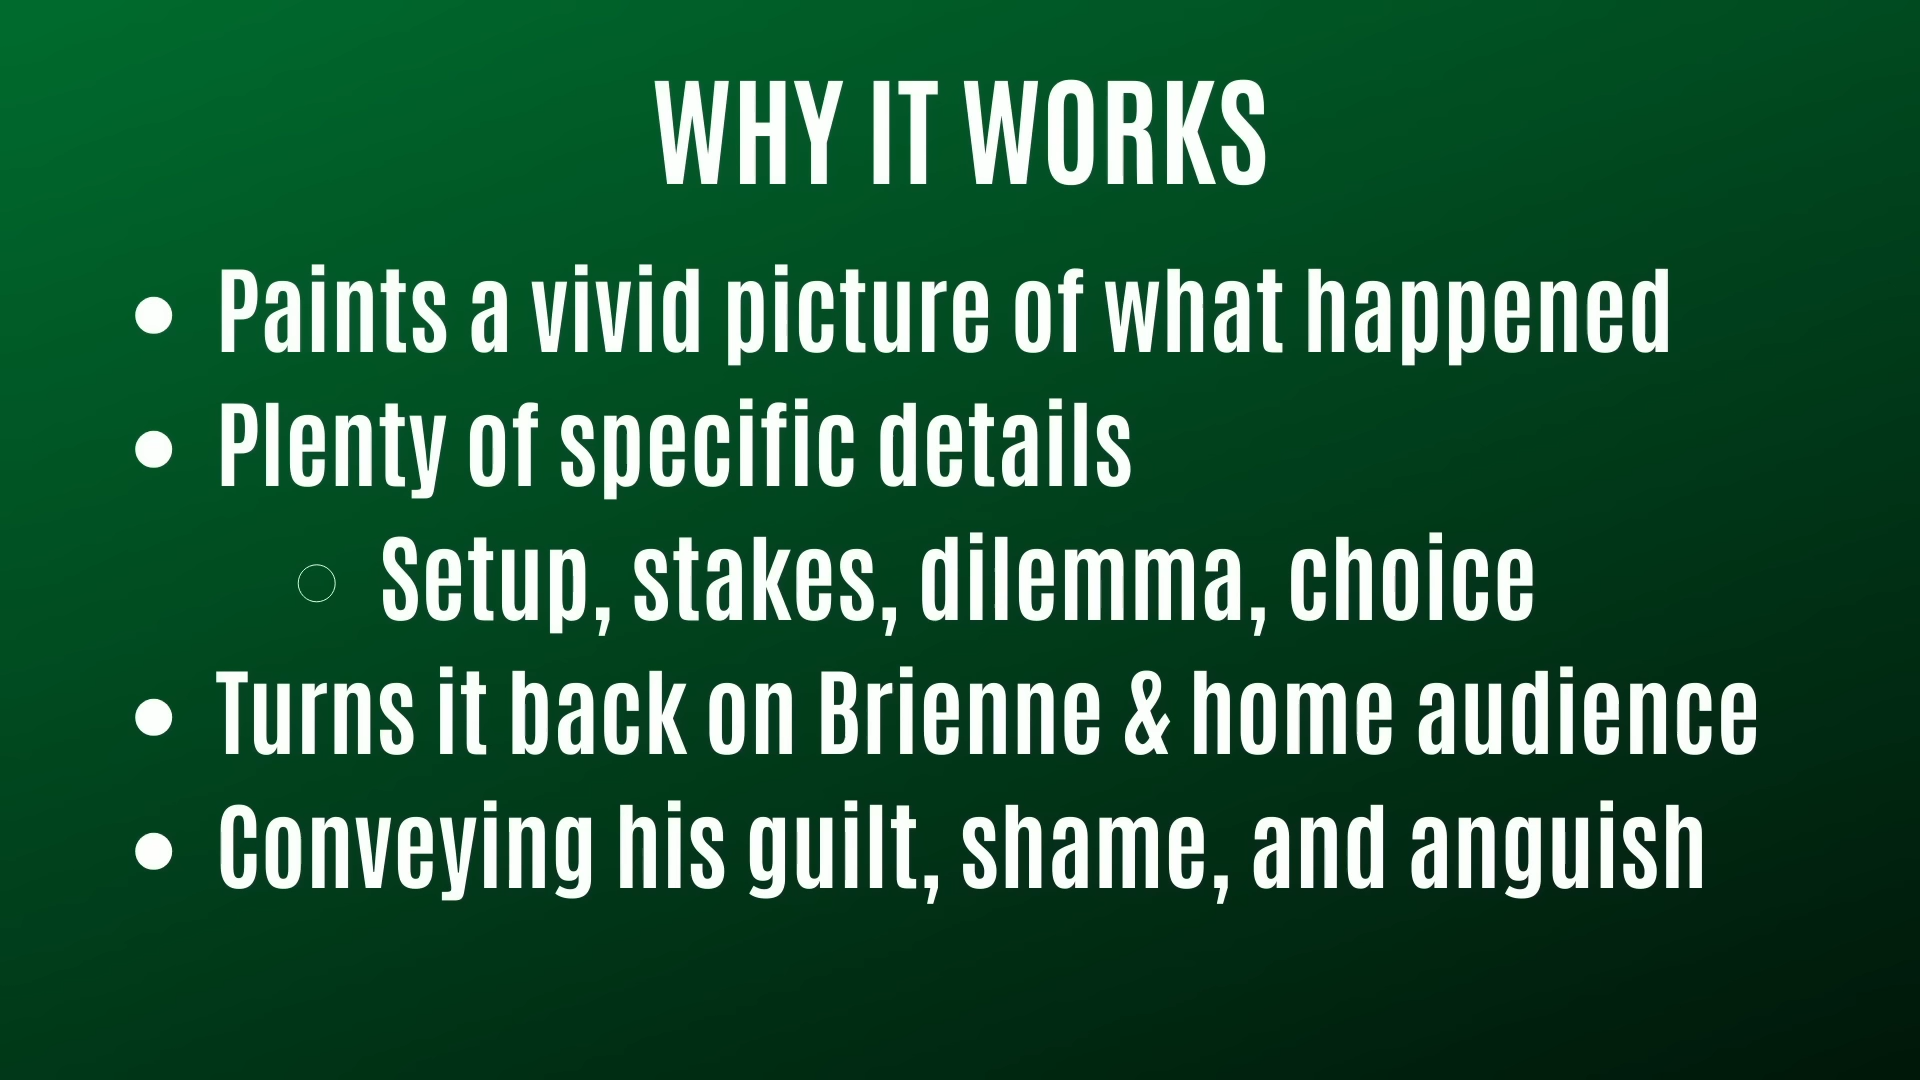 WHY IT WORKS
• Paints a vivid picture of what happened
• Plenty of specific details
○ Setup, stakes, dilemma, choice
• Turns it back on Brienne & home audience
• Conveying his guilt, shame, and anguish